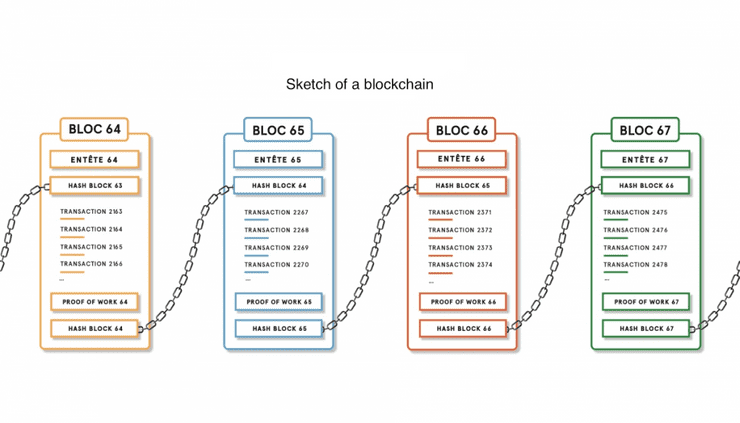 Sketch of a blockchain
BLOC 64
ENTÊTE 64
HASH BLOCK 63
TRANSACTION 2163
TRANSACTION 2164
TRANSACTION 2165
TRANSACTION 2166
...
PROOF OF WORK 64
HASH BLOCK 64
BLOC 65
ENTÊTE 65
HASH BLOCK 64
TRANSACTION 2267
TRANSACTION 2268
TRANSACTION 2269
TRANSACTION 2270
...
PROOF OF WORK 65
HASH BLOCK 65
BLOC 66
ENTÊTE 66
HASH BLOCK 65
TRANSACTION 2371
TRANSACTION 2372
TRANSACTION 2373
TRANSACTION 2374
...
PROOF OF WORK 66
HASH BLOCK 66
BLOC 67
ENTÊTE 67
HASH BLOCK 66
TRANSACTION 2475
TRANSACTION 2476
TRANSACTION 2477
TRANSACTION 2478
...
PROOF OF WORK 67
HASH BLOCK 67